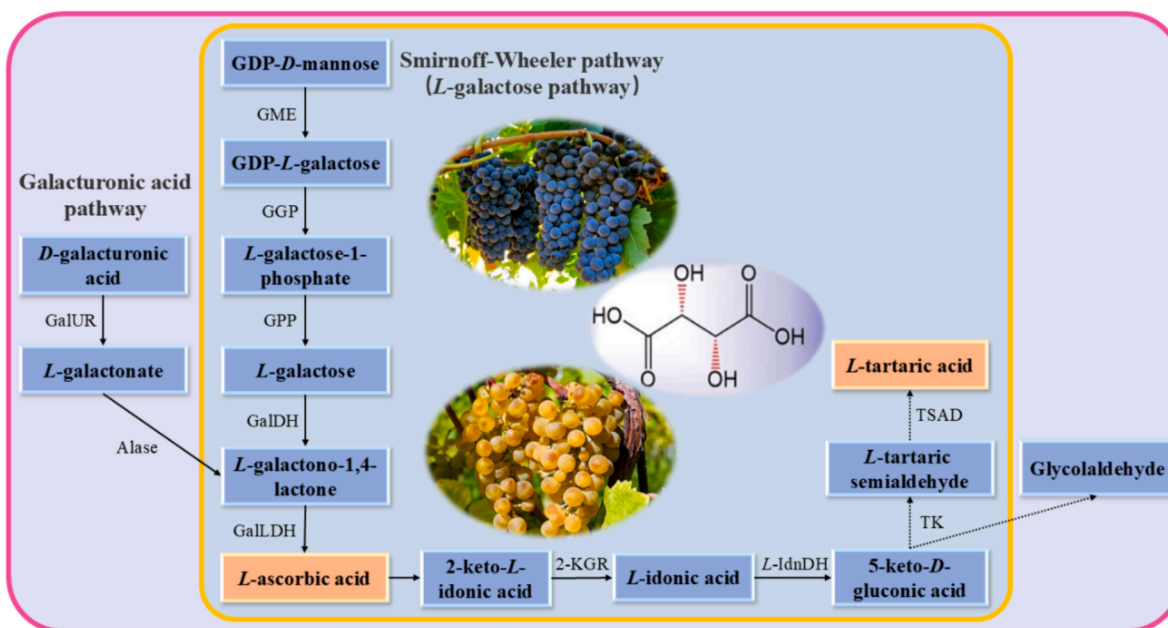 GDP-D-mannose
Smirnoff-Wheeler pathway
(L-galactose pathway)
GME
GDP-L-galactose
Galacturonic acid
pathway
GGP
D-galacturonic
acid
L-galactose-1-
phosphate
GalUR
GPP
L-galactonate
L-galactose
Alase
GalDH
L-galactono-1,4-
lactone
GalLDH
L-ascorbic acid
2-keto-L-
idonic acid
2-KGR
L-idonic acid
L-IdnDH
5-keto-D-
gluconic acid
TK
L-tartaric
semialdehyde
Glycolaldehyde
TSAD
L-tartaric acid
OH
O
HO
OH
O
OH